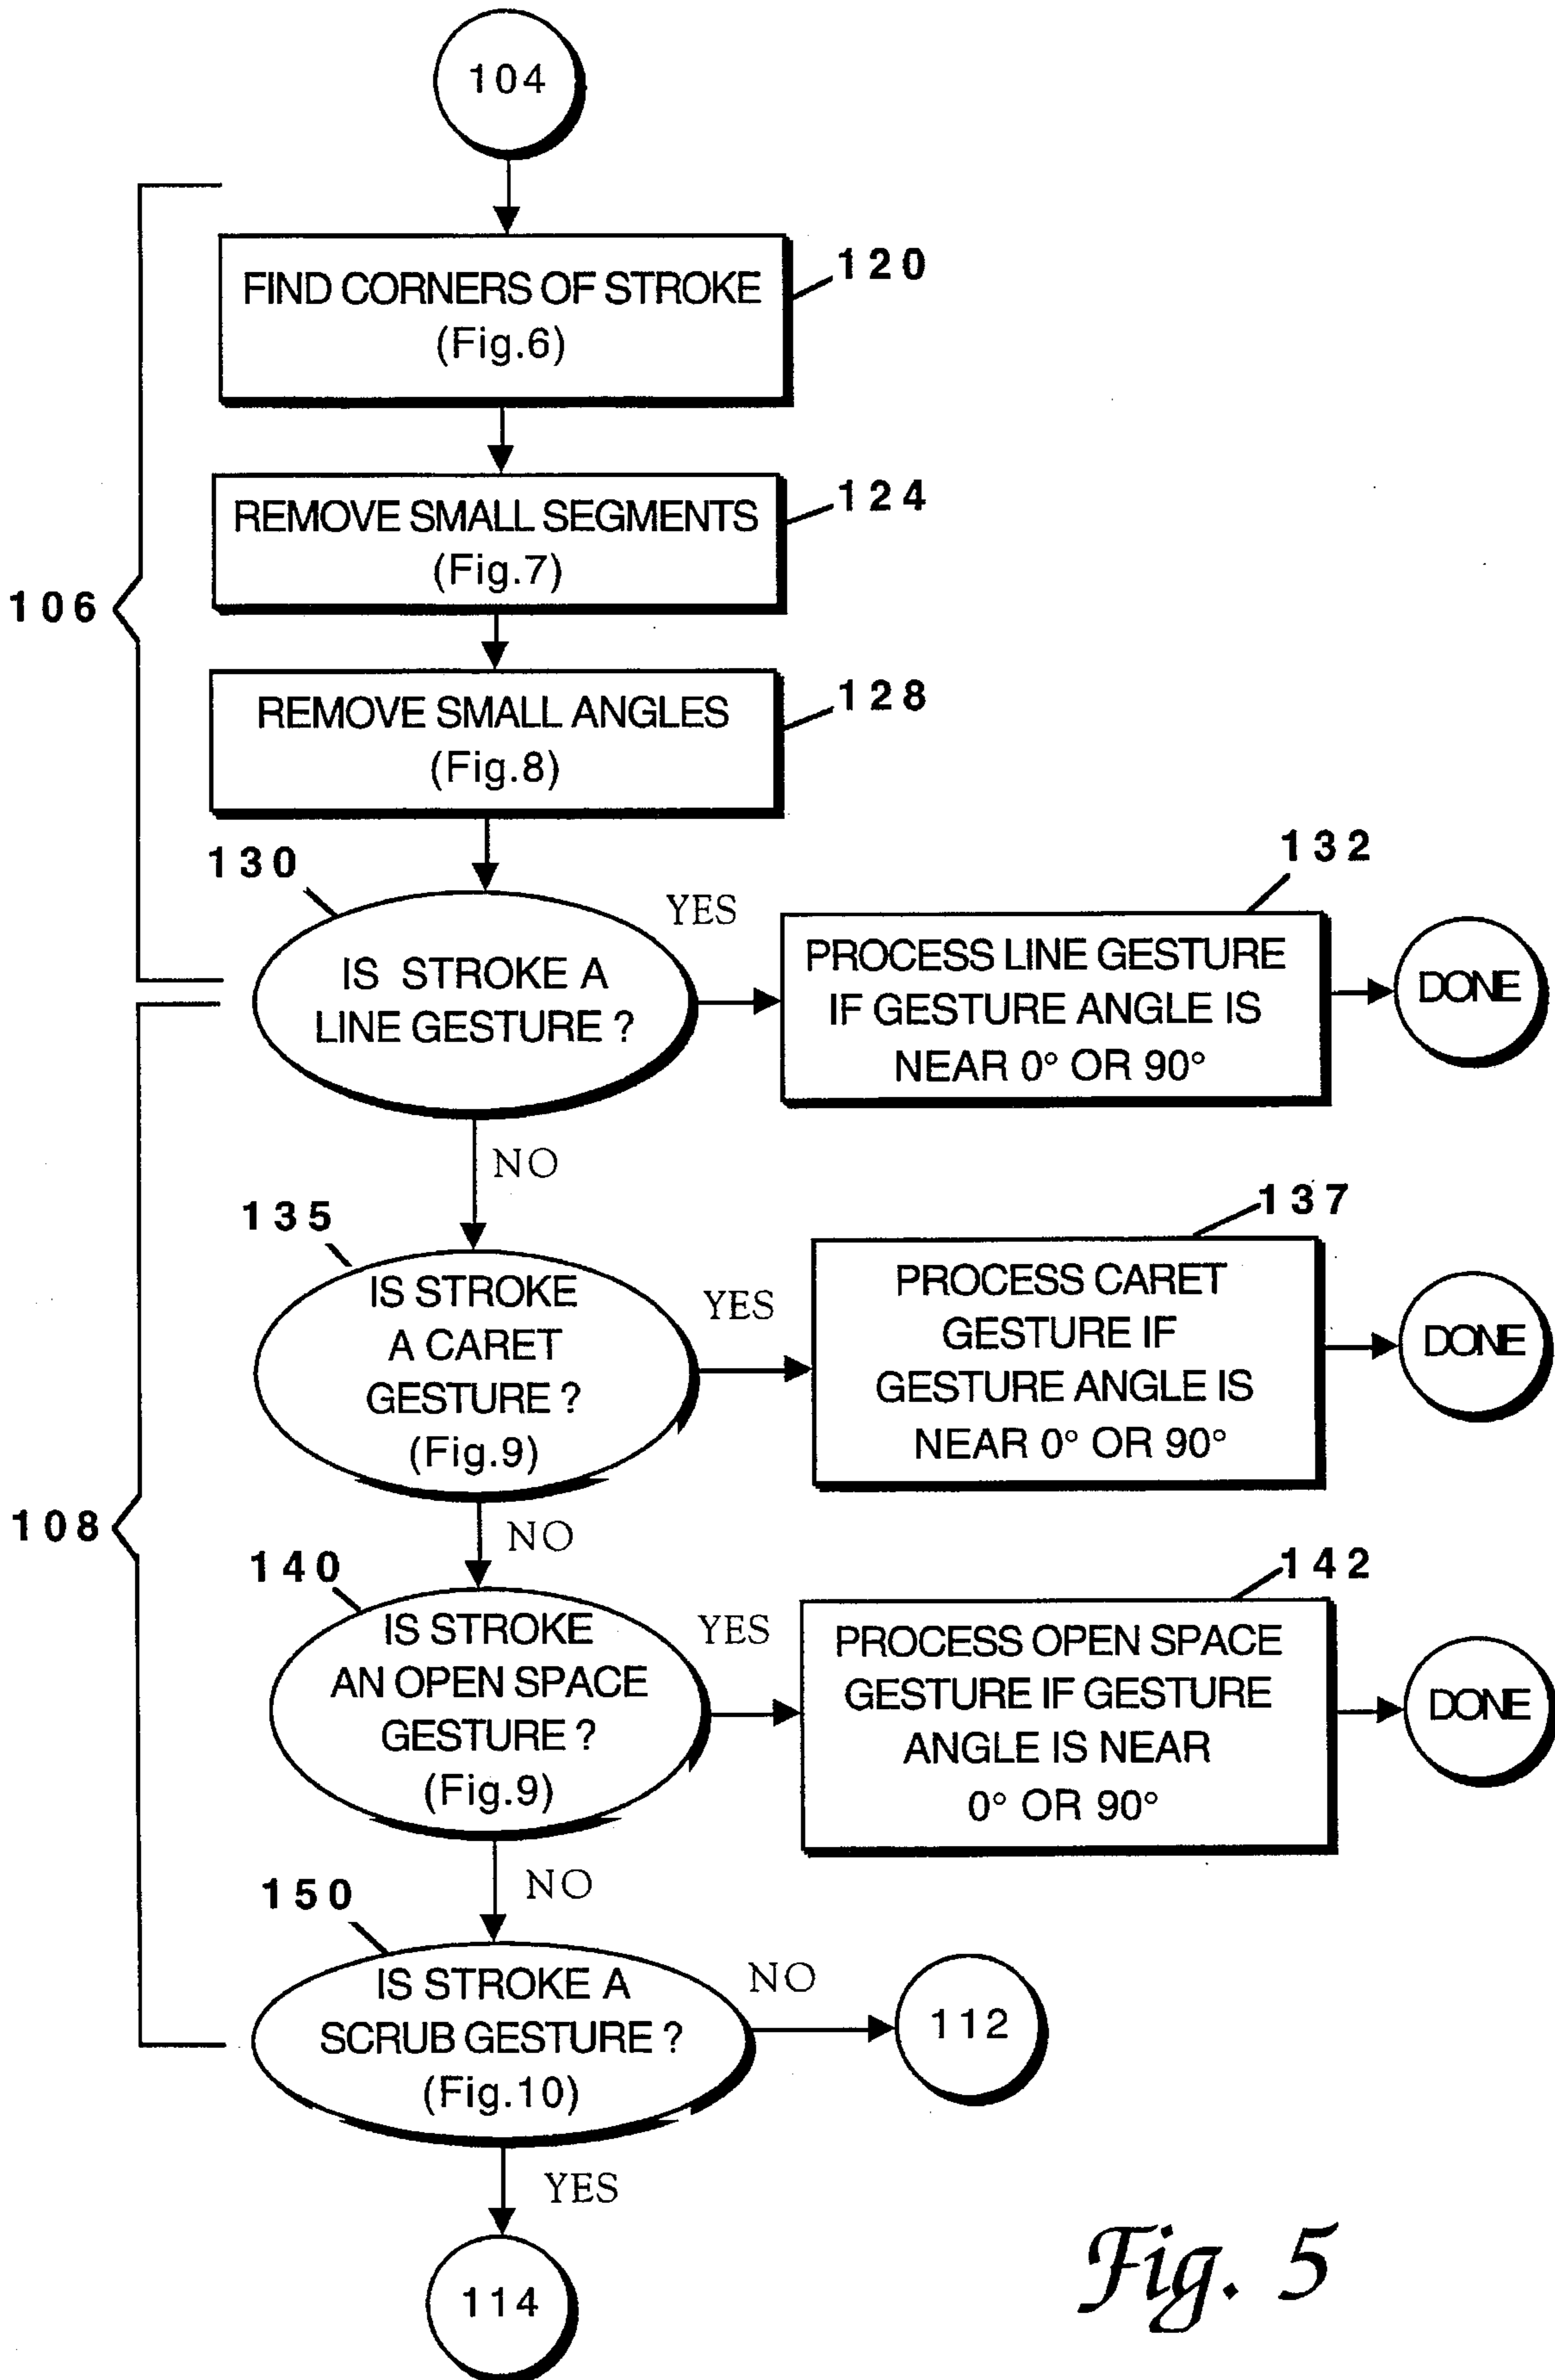 104
120
FIND CORNERS OF STROKE
(Fig.6)
124
REMOVE SMALL SEGMENTS
(Fig.7)
106
128
REMOVE SMALL ANGLES
(Fig.8)
130
YES
132
IS STROKE A
LINE GESTURE ?
PROCESS LINE GESTURE
IF GESTURE ANGLE IS
NEAR 0° OR 90°
DONE
NO
135
YES
137
IS STROKE
A CARET
GESTURE ?
(Fig.9)
PROCESS CARET
GESTURE IF
GESTURE ANGLE IS
NEAR 0° OR 90°
DONE
108
NO
140
YES
142
IS STROKE
AN OPEN SPACE
GESTURE ?
(Fig.9)
PROCESS OPEN SPACE
GESTURE IF GESTURE
ANGLE IS NEAR
0° OR 90°
DONE
NO
150
IS STROKE A
SCRUB GESTURE ?
(Fig.10)
NO
112
YES
114
Fig. 5